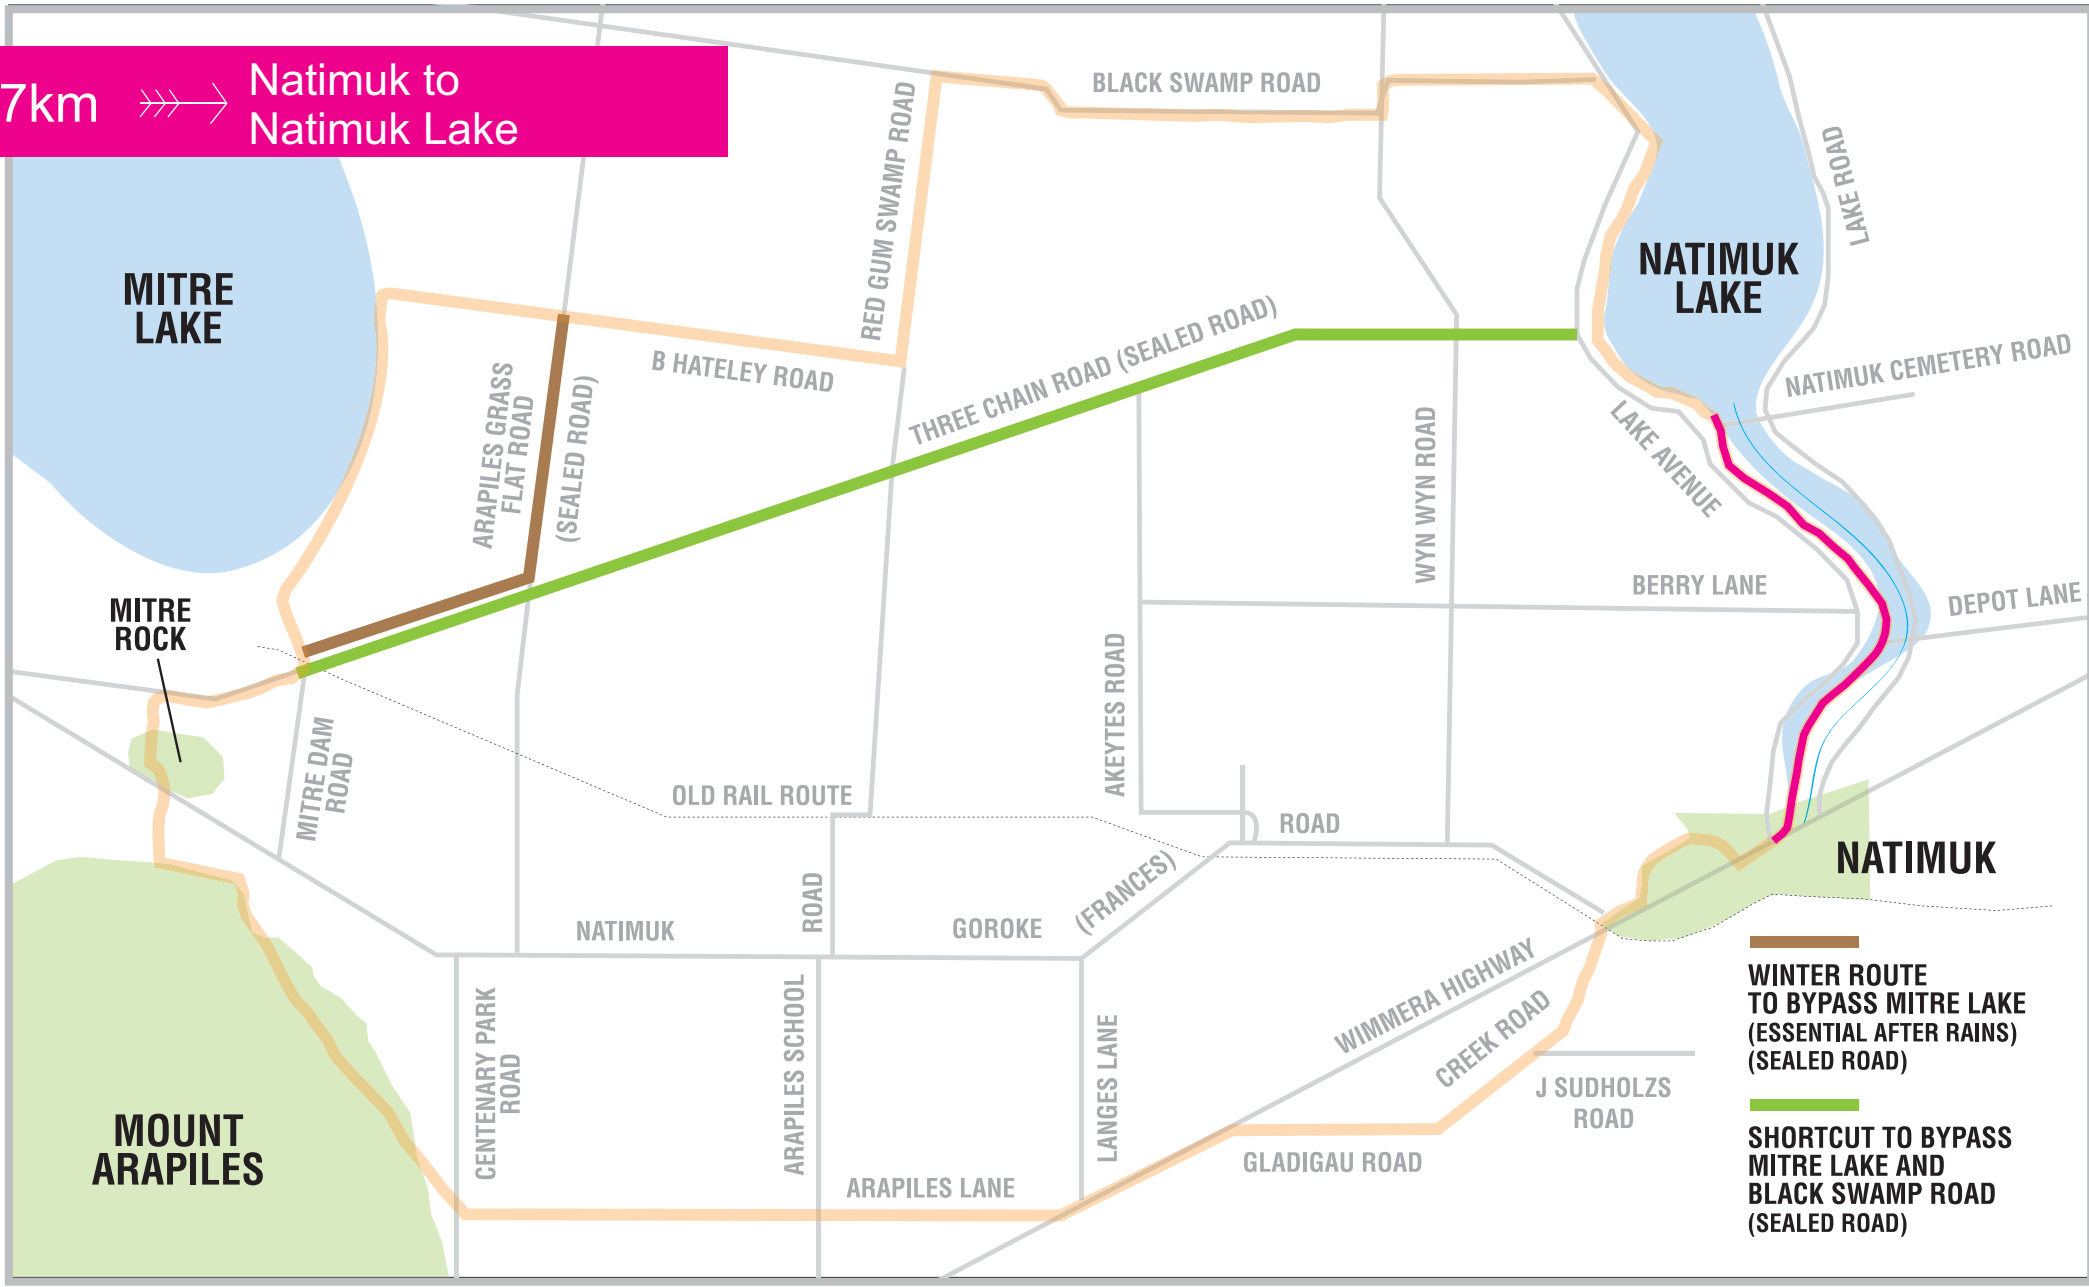 7km
Natimuk to
Natimuk Lake
BLACK SWAMP ROAD
RED GUM SWAMP ROAD
LAKE ROAD
MITRE
LAKE
NATIMUK
LAKE
B HATELEY ROAD
ARAPILES GRASS
FLAT ROAD
(SEALED ROAD)
THREE CHAIN ROAD (SEALED ROAD)
NATIMUK CEMETERY ROAD
LAKE AVENUE
WYN WYN ROAD
BERRY LANE
DEPOT LANE
MITRE
ROCK
MITRE DAM
ROAD
AKEYTES ROAD
OLD RAIL ROUTE
ROAD
NATIMUK
ROAD
NATIMUK
GOROKE
(FRANCES)
WIMMERA HIGHWAY
CREEK ROAD
CENTENARY PARK
ROAD
ARAPILES SCHOOL
LANGES LANE
J SUDHOLZS
ROAD
MOUNT
ARAPILES
ARAPILES LANE
GLADIGAU ROAD
WINTER ROUTE
TO BYPASS MITRE LAKE
(ESSENTIAL AFTER RAINS)
(SEALED ROAD)
SHORTCUT TO BYPASS
MITRE LAKE AND
BLACK SWAMP ROAD
(SEALED ROAD)